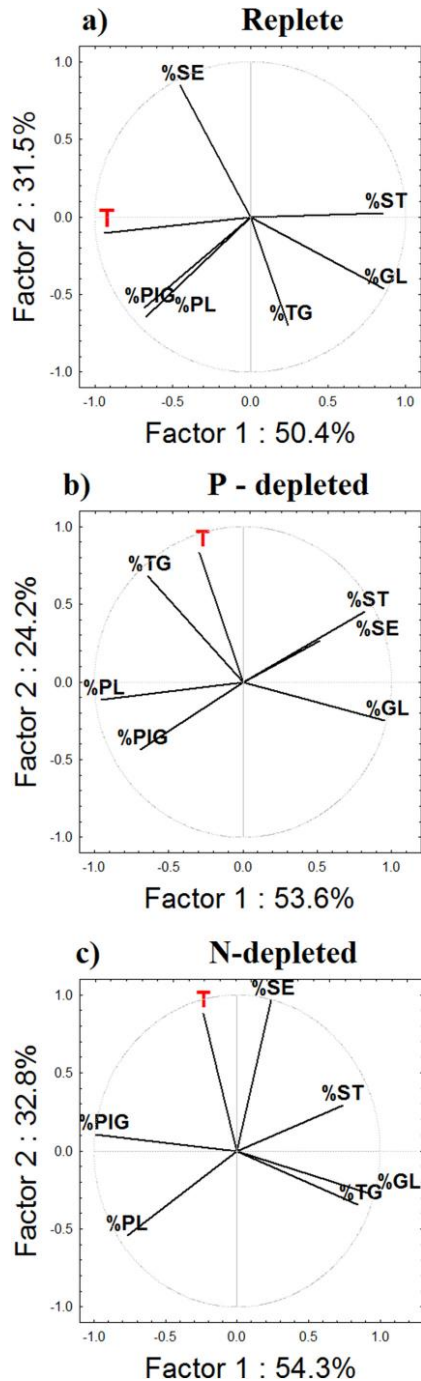 a) Replete
1.0
%SE
0.5
%ST
0.0
T
%GL
%PIG
-0.5
%PL
%TG
-1.0
-1.0 -0.5 0.0 0.5 1.0
Factor 2 : 31.5%
Factor 1 : 50.4%
b) P - depleted
1.0
T
%TG
0.5
%ST
%SE
0.0
%PL
%GL
%PIG
-0.5
-1.0
-1.0 -0.5 0.0 0.5 1.0
Factor 2 : 24.2%
Factor 1 : 53.6%
c) N-depleted
1.0
T
%SE
0.5
%ST
%PIG
0.0
%GL
%TG
%PL
-0.5
-1.0
-1.0 -0.5 0.0 0.5 1.0
Factor 2 : 32.8%
Factor 1 : 54.3%